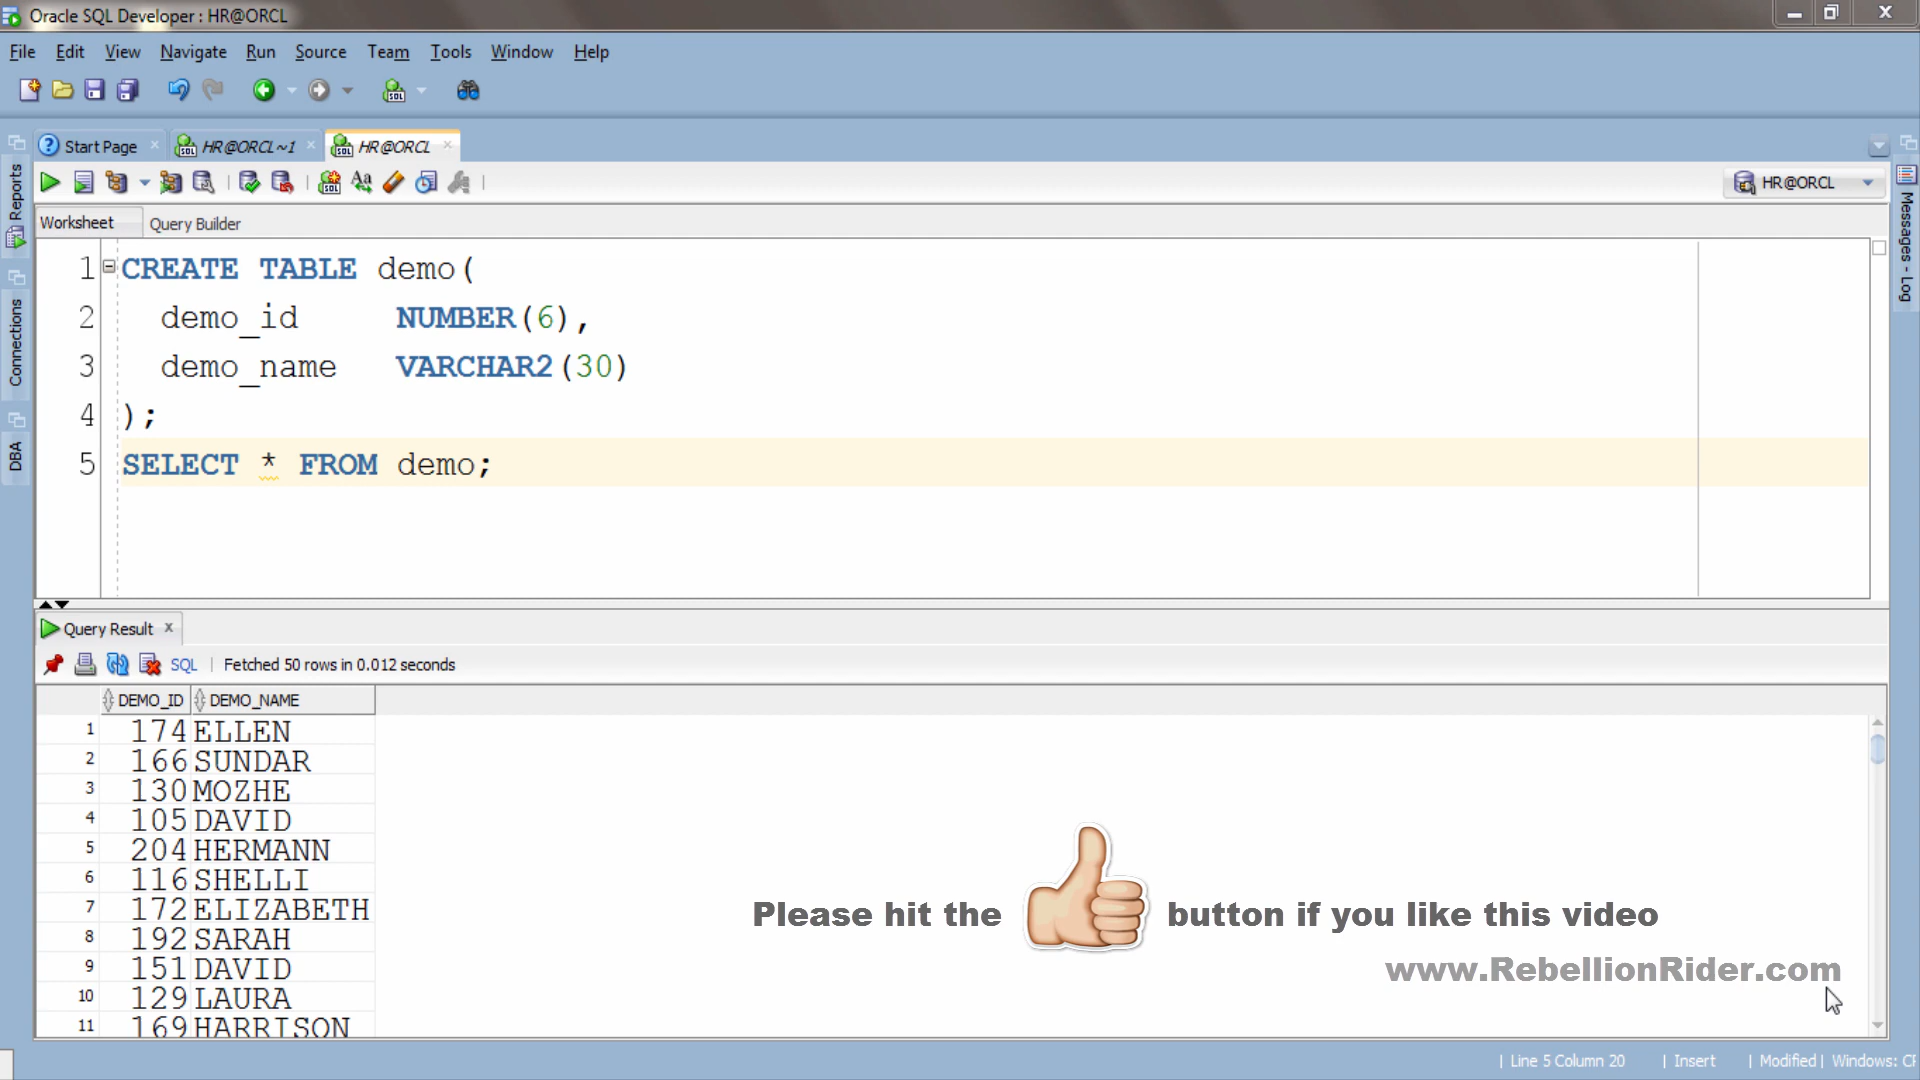 Oracle SQL Developer : HR@ORCL
File Edit View Navigate Run Source Team Tools Window Help
Start Page HR@ORCL~1 HR@ORCL
HR@ORCL
Worksheet Query Builder
1 CREATE TABLE demo(
2 demo_id NUMBER(6),
3 demo_name VARCHAR2(30)
4 );
5 SELECT * FROM demo;
Reports
Connections
DBA
Messages - Log
Query Result
SQL | Fetched 50 rows in 0.012 seconds
DEMO_ID DEMO_NAME
1 174 ELLEN
2 166 SUNDAR
3 130 MOZHE
4 105 DAVID
5 204 HERMANN
6 116 SHELLI
7 172 ELIZABETH
8 192 SARAH
9 151 DAVID
10 129 LAURA
11 169 HARRISON
Please hit the button if you like this video
www.RebellionRider.com
| Line 5 Column 20 | Insert | Modified | Windows: CF